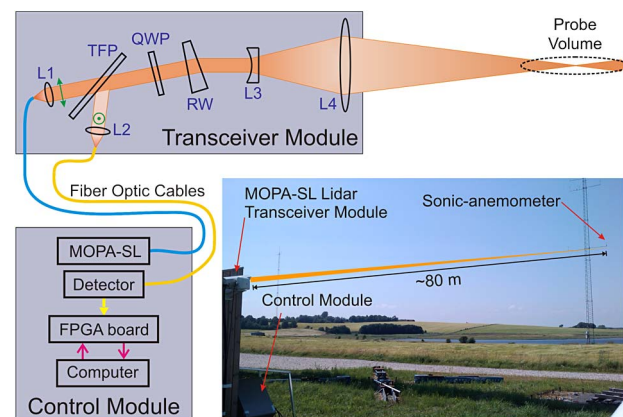 L1
TFP
QWP
RW
L3
L4
L2
Probe
Volume
Transceiver Module
Fiber Optic Cables
MOPA-SL
Detector
FPGA board
Computer
Control Module
MOPA-SL Lidar
Transceiver Module
Sonic-anemometer
~80 m
Control Module